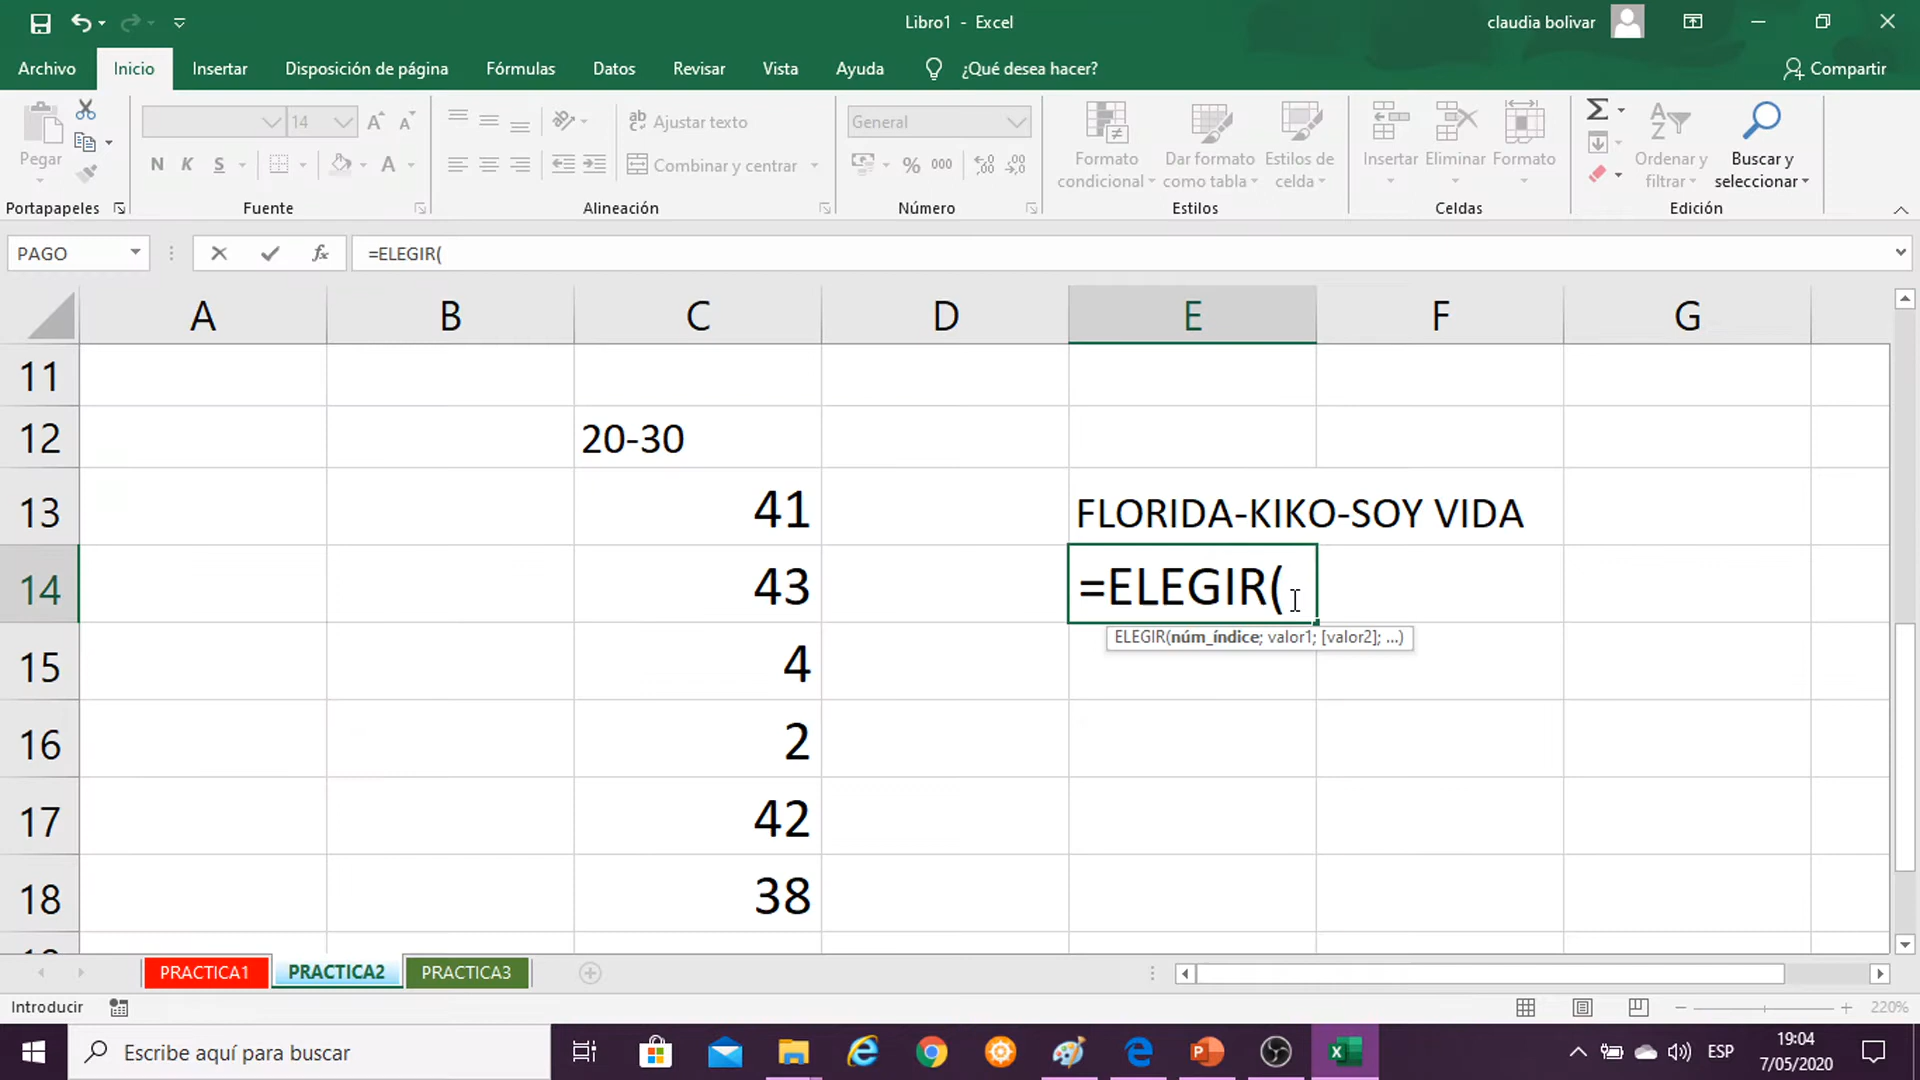 Libro1 - Excel
claudia bolivar
Archivo Inicio Insertar Disposición de página Fórmulas Datos Revisar Vista Ayuda ¿Qué desea hacer? Compartir
Pegar
14
N K S A
Ajustar texto
Combinar y centrar
General
% 000
Formato condicional
Dar formato como tabla
Estilos de celda
Insertar
Eliminar
Formato
Ordenar y filtrar
Buscar y seleccionar
Portapapeles Fuente Alineación Número Estilos Celdas Edición
PAGO fx =ELEGIR(
A B C D E F G
11
12 20-30
13 41 FLORIDA-KIKO-SOY VIDA
14 43 =ELEGIR(
ELEGIR(núm_índice; valor1; [valor2]; ...)
15 4
16 2
17 42
18 38
PRACTICA1 PRACTICA2 PRACTICA3
Introducir 220%
Escribe aquí para buscar
ESP
19:04
7/05/2020